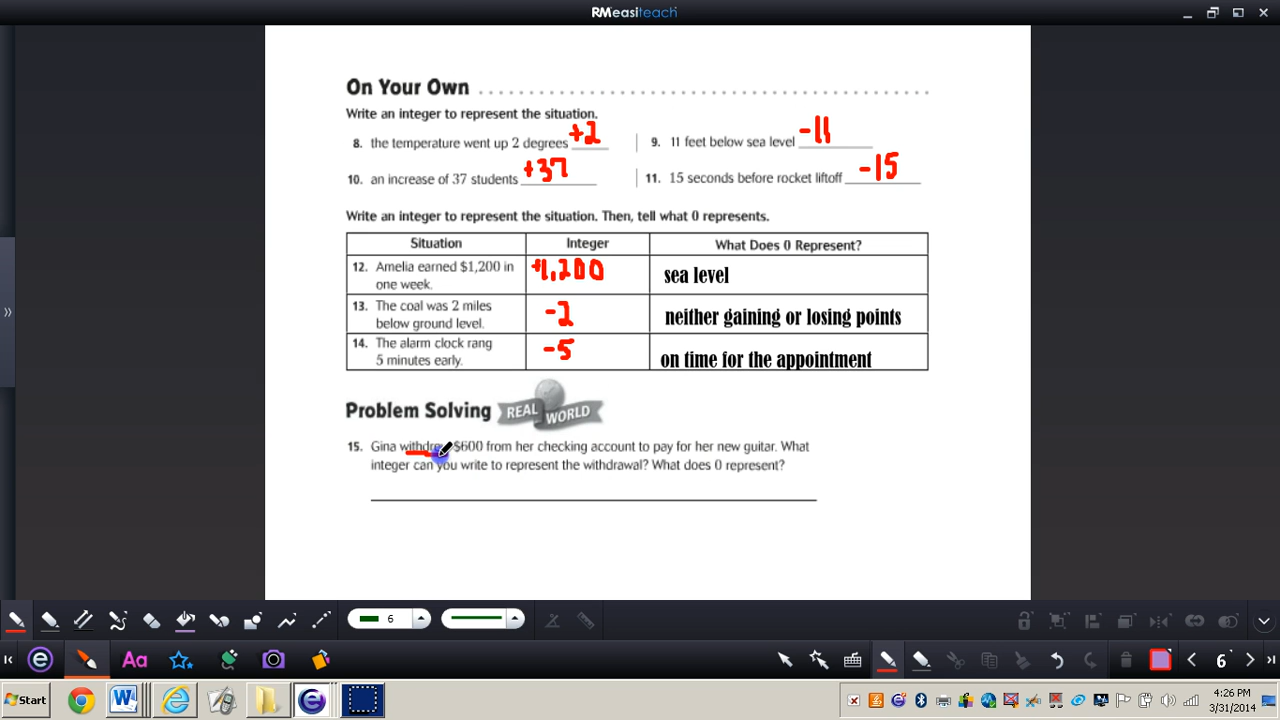 RMeasiteach
On Your Own
Write an integer to represent the situation.
8. the temperature went up 2 degrees +2
9. 11 feet below sea level -11
10. an increase of 37 students +37
11. 15 seconds before rocket liftoff -15
Write an integer to represent the situation. Then, tell what 0 represents.
Situation Integer What Does 0 Represent?
12. Amelia earned $1,200 in one week. +1,200 sea level
13. The coal was 2 miles below ground level. -2 neither gaining or losing points
14. The alarm clock rang 5 minutes early. -5 on time for the appointment
Problem Solving REAL WORLD
15. Gina withdrew $600 from her checking account to pay for her new guitar. What
integer can you write to represent the withdrawal? What does 0 represent?
6
Aa 6
Start 4:26 PM
3/31/2014